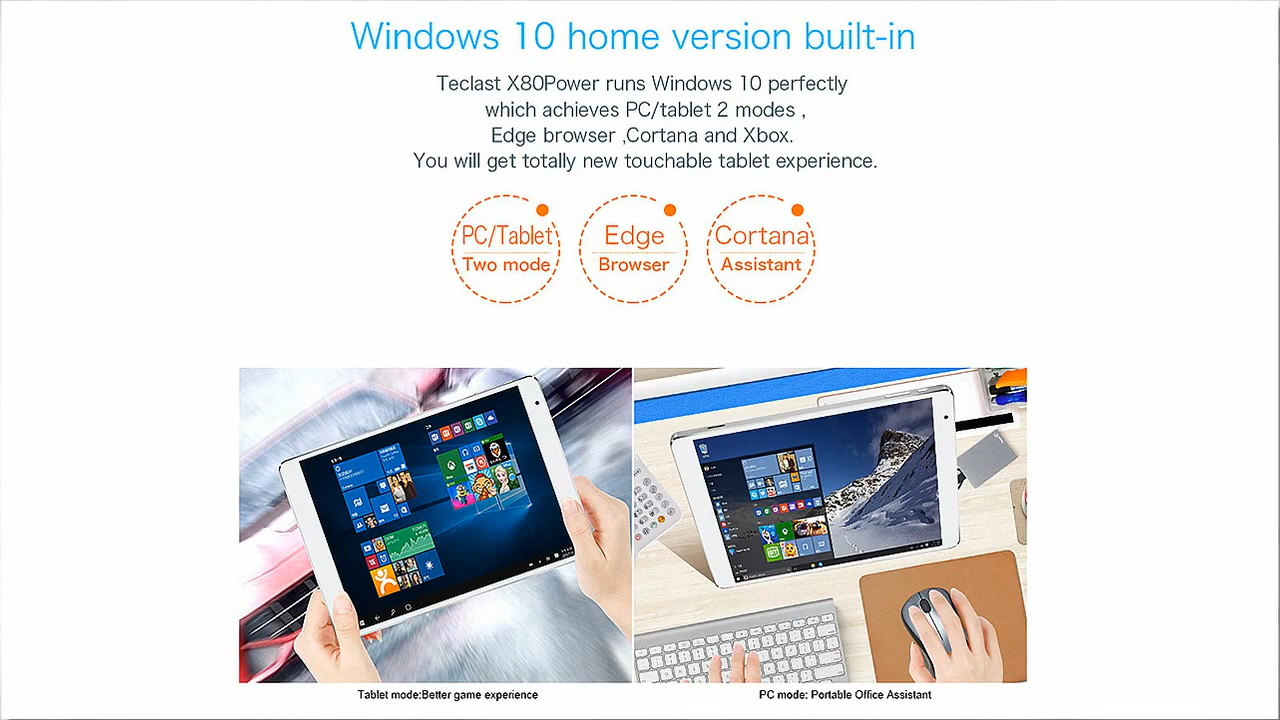 Windows 10 home version built-in
Teclast X80Power runs Windows 10 perfectly
which achieves PC/tablet 2 modes ,
Edge browser ,Cortana and Xbox.
You will get totally new touchable tablet experience.
PC/Tablet
Two mode
Edge
Browser
Cortana
Assistant
Tablet mode:Better game experience
PC mode: Portable Office Assistant